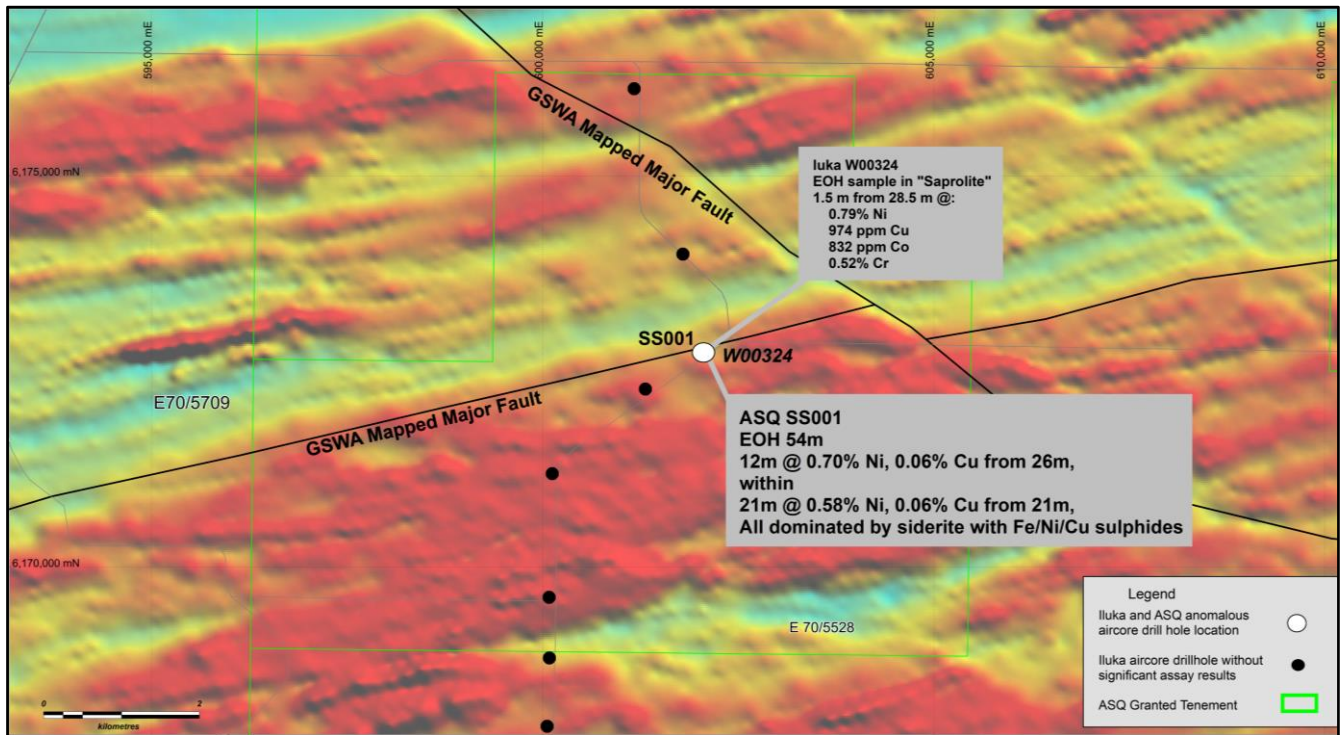 595,000 mE
600,000 mE
605,000 mE
610,000 mE
GSWA Mapped Major Fault
6,175,000 mN
Iuka W00324
EOH sample in "Saprolite"
1.5 m from 28.5 m @:
0.79% Ni
974 ppm Cu
832 ppm Co
0.52% Cr
SS001
W00324
E70/5709
GSWA Mapped Major Fault
ASQ SS001
EOH 54m
12m @ 0.70% Ni, 0.06% Cu from 26m,
within
21m @ 0.58% Ni, 0.06% Cu from 21m,
All dominated by siderite with Fe/Ni/Cu sulphides
6,170,000 mN
E 70/5528
Legend
Iluka and ASQ anomalous
aircore drill hole location
Iluka aircore drillhole without
significant assay results
ASQ Granted Tenement
0
2
kilometres